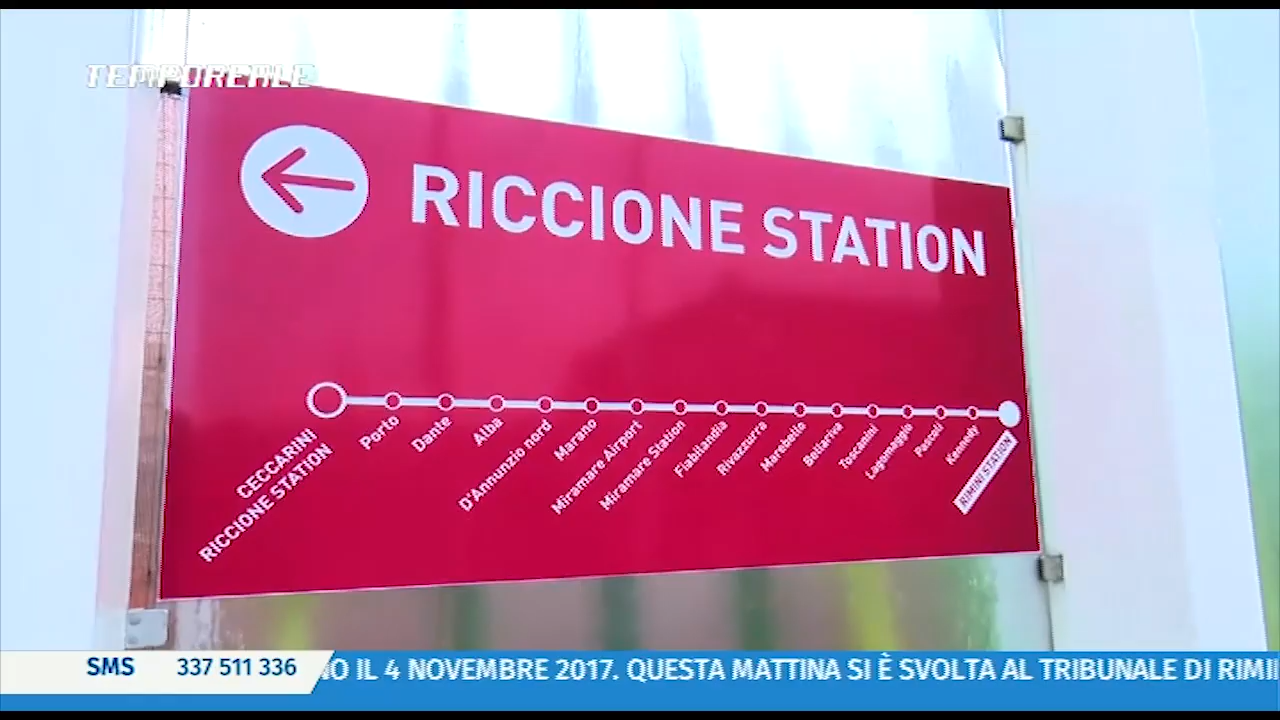 TEMPOREALE
RICCIONE STATION
CECCARINI
RICCIONE STATION
Porto
Dante
Alba
D'Annunzio nord
Marano
Miramare Airport
Miramare Station
Fiabilandia
Rivazzurra
Marebello
Bellariva
Toscanini
Lagomaggio
Pascoli
Kennedy
RIMINI STATION
SMS 337 511 336
NO IL 4 NOVEMBRE 2017. QUESTA MATTINA SI È SVOLTA AL TRIBUNALE DI RIMI